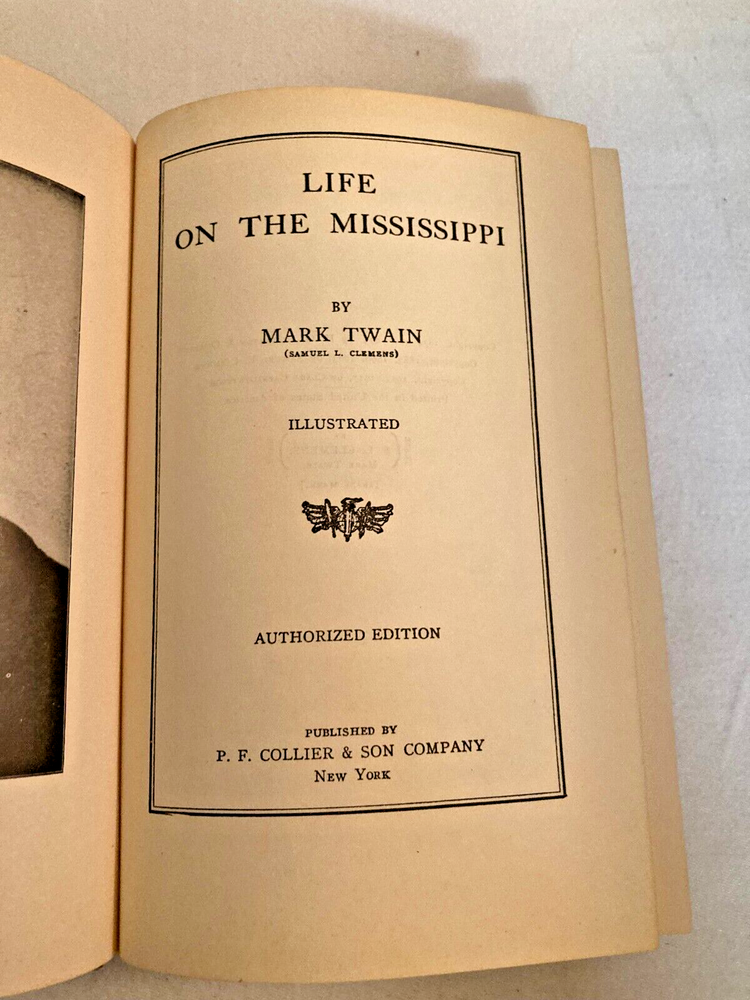 LIFE
ON THE MISSISSIPPI
BY
MARK TWAIN
(SAMUEL L. CLEMENS)
ILLUSTRATED
AUTHORIZED EDITION
PUBLISHED BY
P. F. COLLIER & SON COMPANY
NEW YORK